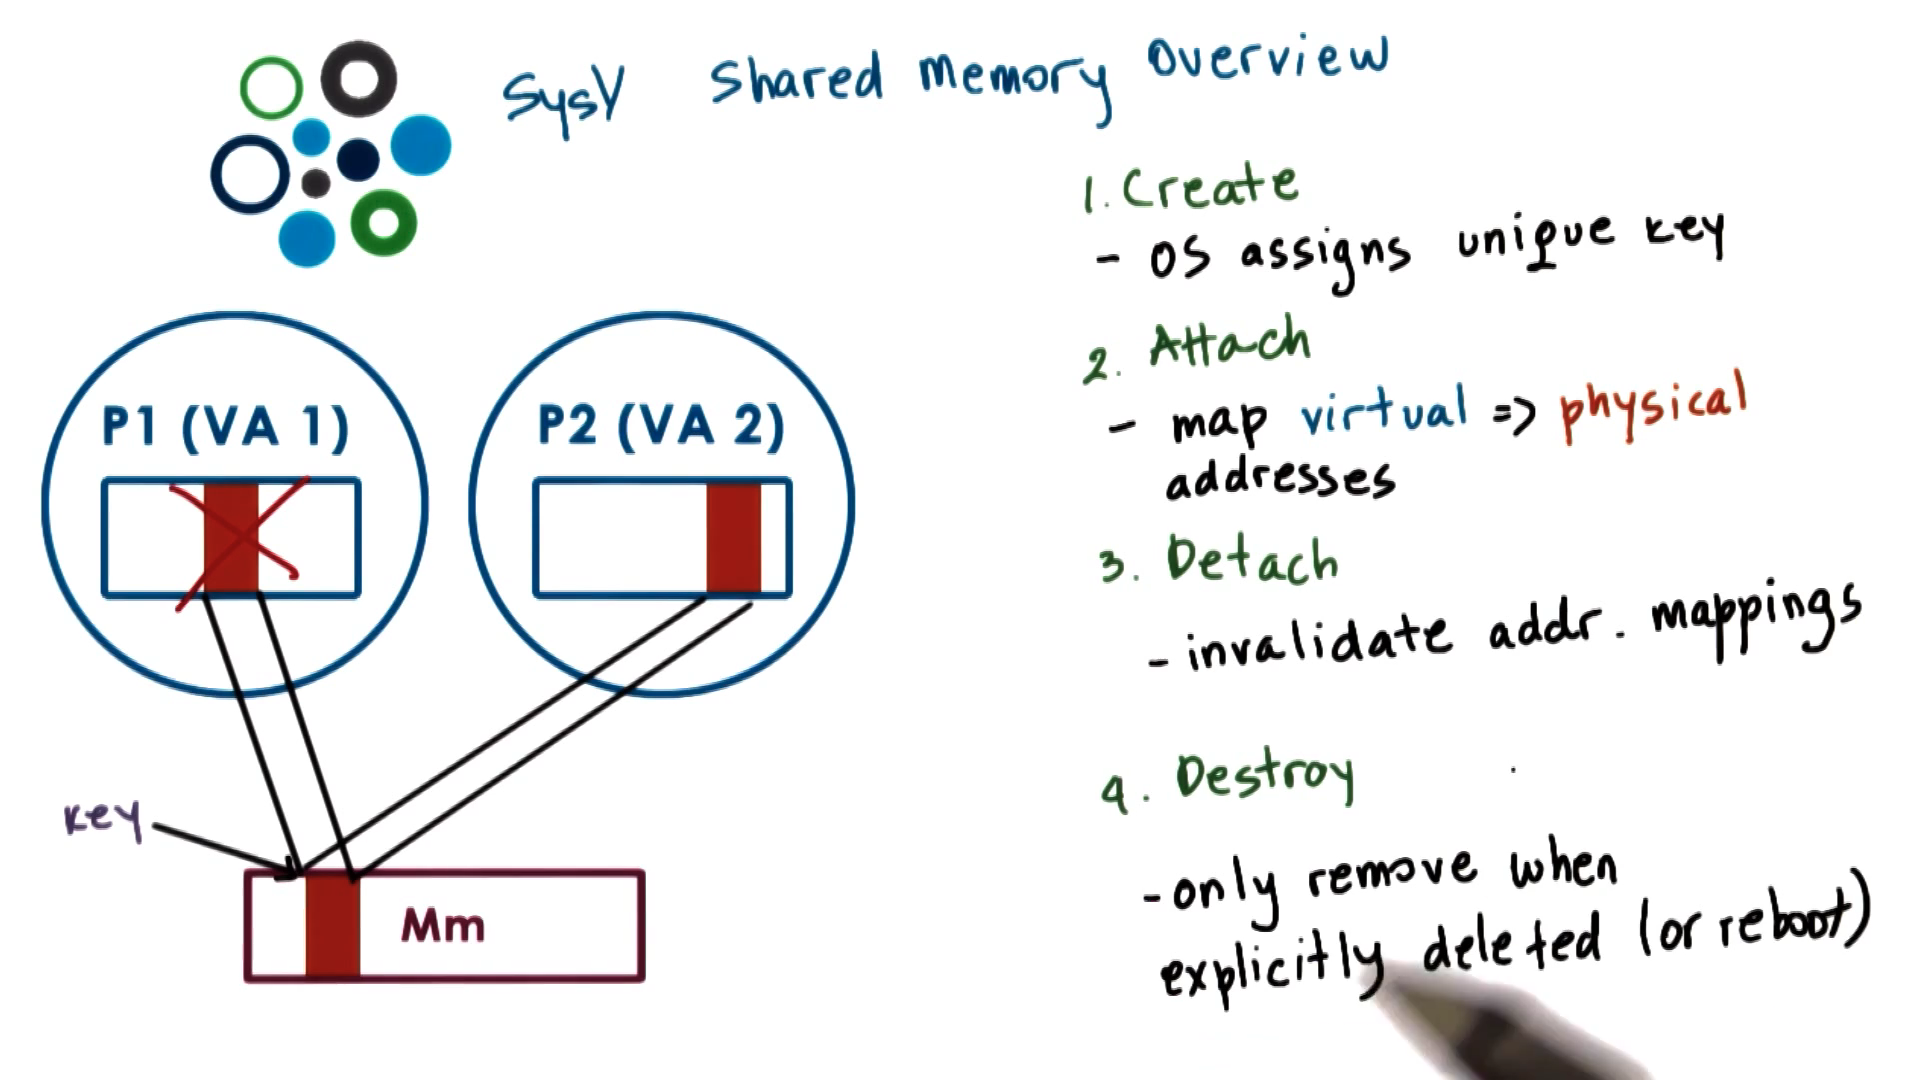 SysV Shared Memory Overview
1. Create
- OS assigns unique key
2. Attach
- map virtual => physical
addresses
3. Detach
- invalidate addr. mappings
4. Destroy
- only remove when
explicitly deleted (or reboot)
P1 (VA 1)
P2 (VA 2)
key
Mm